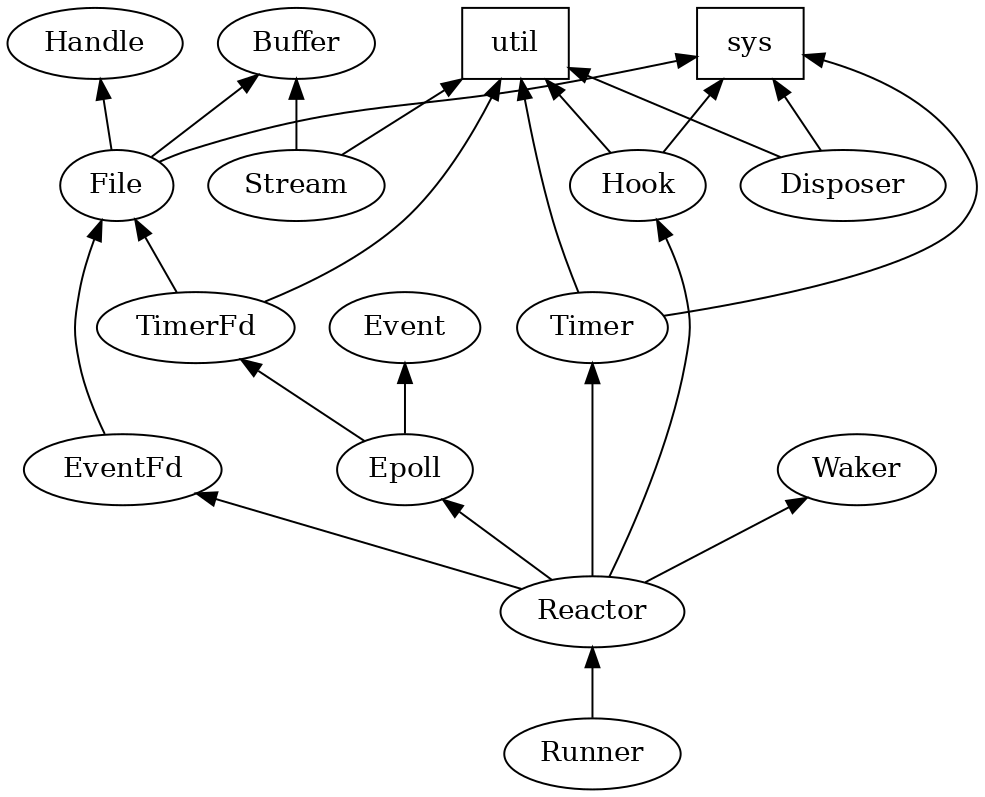 Handle
Buffer
util
sys
File
Stream
Hook
Disposer
TimerFd
Event
Timer
EventFd
Epoll
Waker
Reactor
Runner